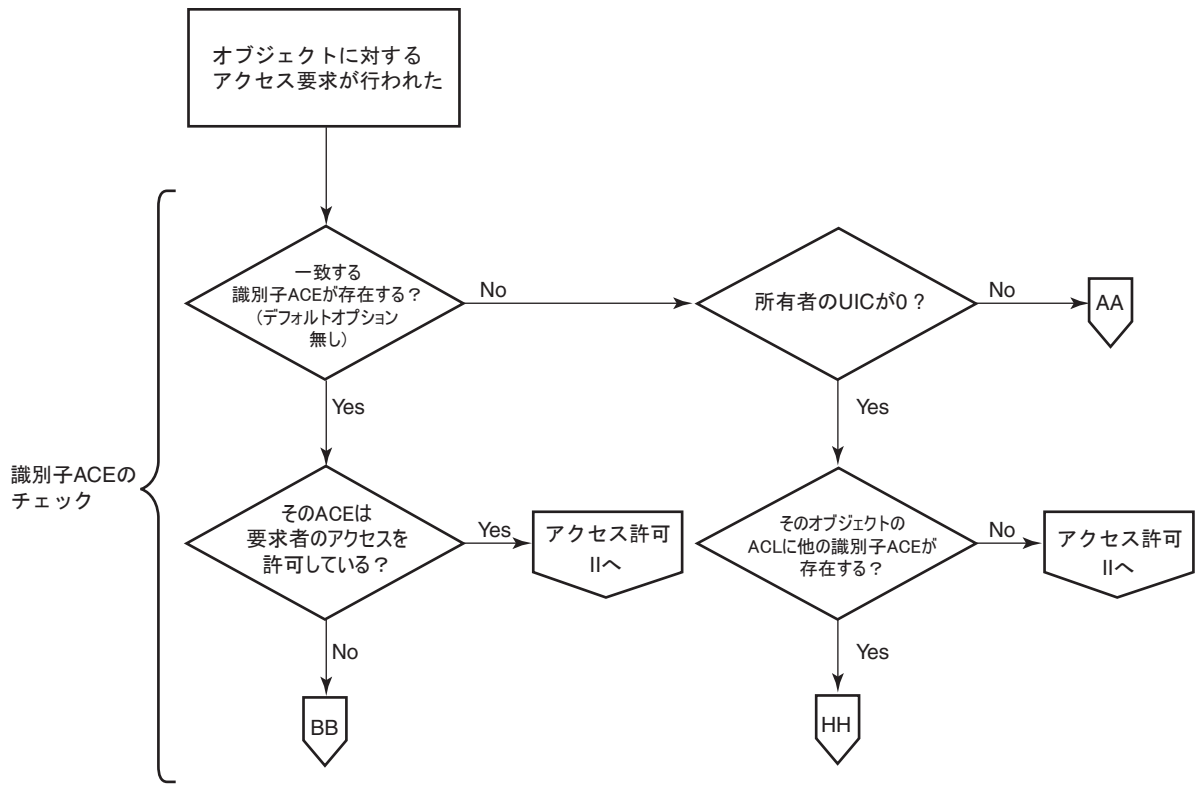 オブジェクトに対する
アクセス要求が行われた
一致する
識別子ACEが存在する？
（デフォルトオプション
無し）
No
所有者のUICが0？
No
AA
Yes
Yes
識別子ACEの
チェック
そのACEは
要求者のアクセスを
許可している？
Yes
アクセス許可
IIへ
そのオブジェクトの
ACLに他の識別子ACEが
存在する？
No
アクセス許可
IIへ
No
Yes
BB
HH